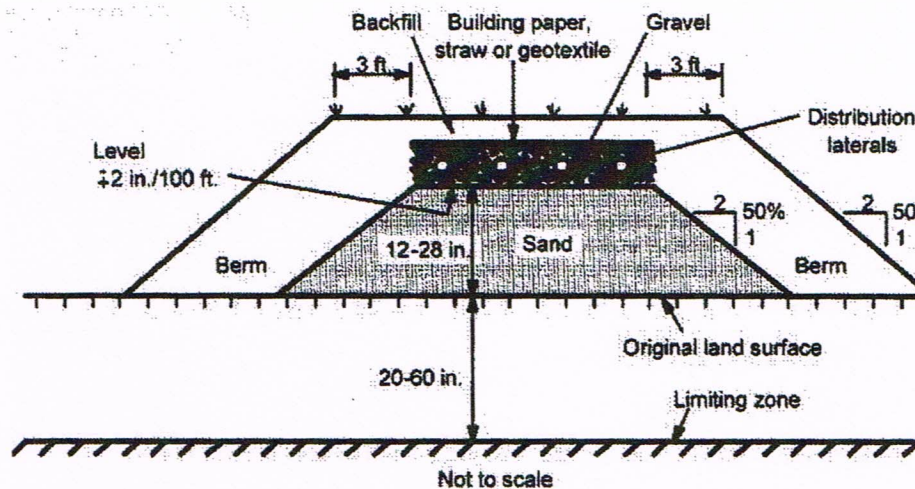 Backfill
Building paper,
straw or geotextile
Gravel
3 ft.
3 ft.
Distribution
laterals
Level
∓2 in./100 ft.
2
50%
1
2
50
1
12-28 in.
Sand
Berm
Berm
Original land surface
20-60 in.
Limiting zone
Not to scale